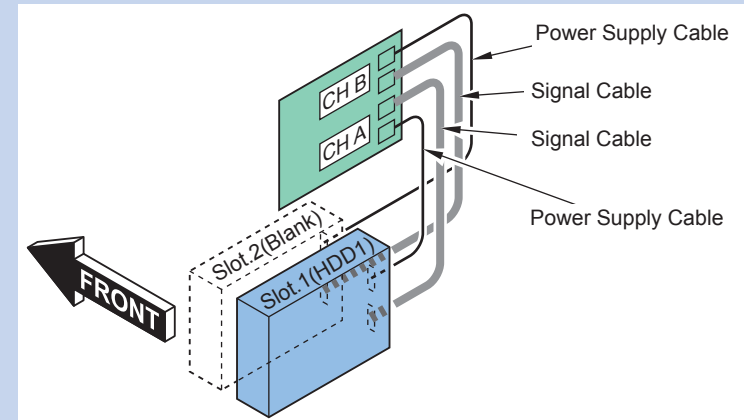 Power Supply Cable
CH B
Signal Cable
CH A
Signal Cable
Power Supply Cable
Slot.2(Blank)
Slot.1(HDD1)
FRONT